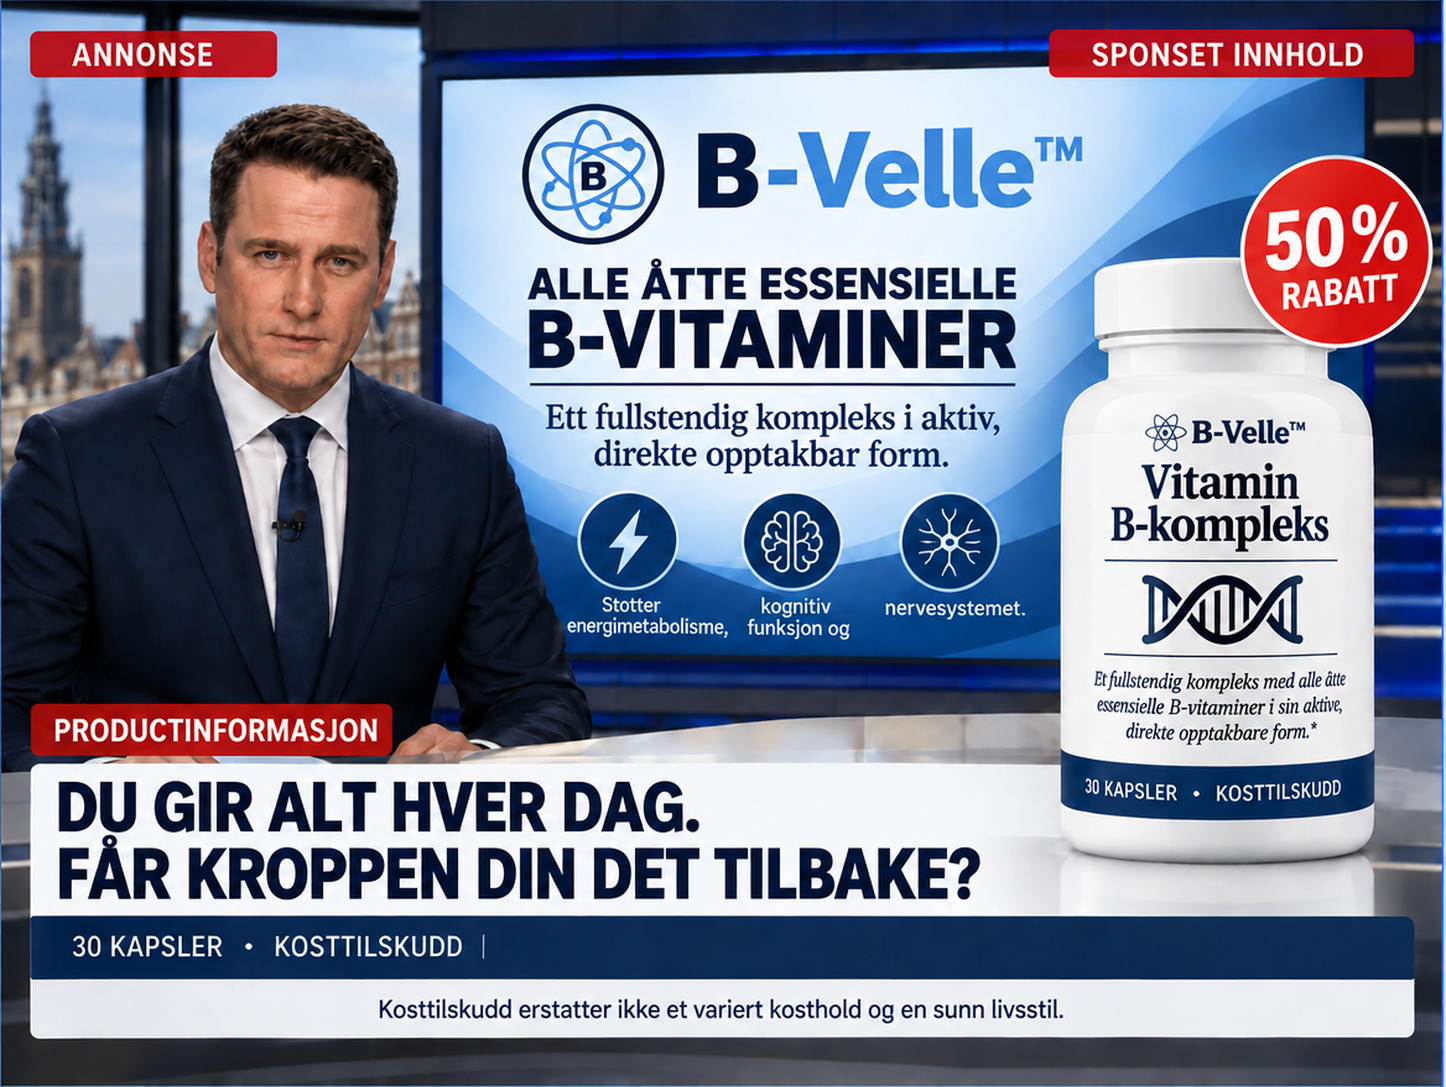 ANNONSE
SPONSET INNHOLD
B
B-Velle™
50%
RABATT
ALLE ÅTTE ESSENSIELLE
B-VITAMINER
Ett fullstendig kompleks i aktiv,
direkte opptakbar form.
Stotter
energimetabolisme,
kognitiv
funksjon og
nervesystemet.
B-Velle™
Vitamin
B-kompleks
Et fullstendig kompleks med alle åtte
essensielle B-vitaminer i sin aktive,
direkte opptakbare form.*
30 KAPSLER • KOSTTILSKUDD
PRODUCTINFORMASJON
DU GIR ALT HVER DAG.
FÅR KROPPEN DIN DET TILBAKE?
30 KAPSLER • KOSTTILSKUDD |
Kosttilskudd erstatter ikke et variert kosthold og en sunn livsstil.